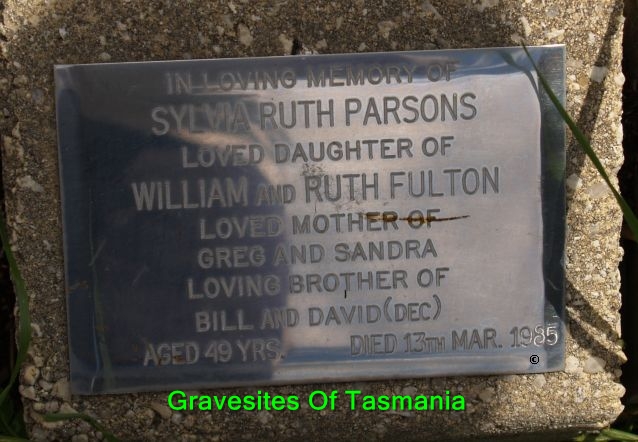 IN LOVING MEMORY OF
SYLVIA RUTH PARSONS
LOVED DAUGHTER OF
WILLIAM AND RUTH FULTON
LOVED MOTHER OF
GREG AND SANDRA
LOVING BROTHER OF
BILL AND DAVID (DEC)
AGED 49 YRS. DIED 13TH MAR. 1985
©
Gravesites Of Tasmania